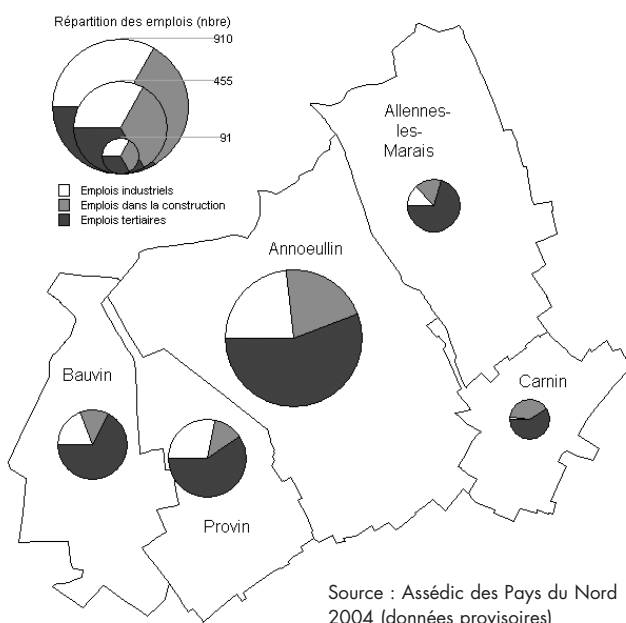 Répartition des emplois (nbre)
910
455
91
Emplois industriels
Emplois dans la construction
Emplois tertiaires
Allennes-
les-
Marais
Annoeullin
Bauvin
Carnin
Provin
Source : Assédic des Pays du Nord
2004 (données provisoires)